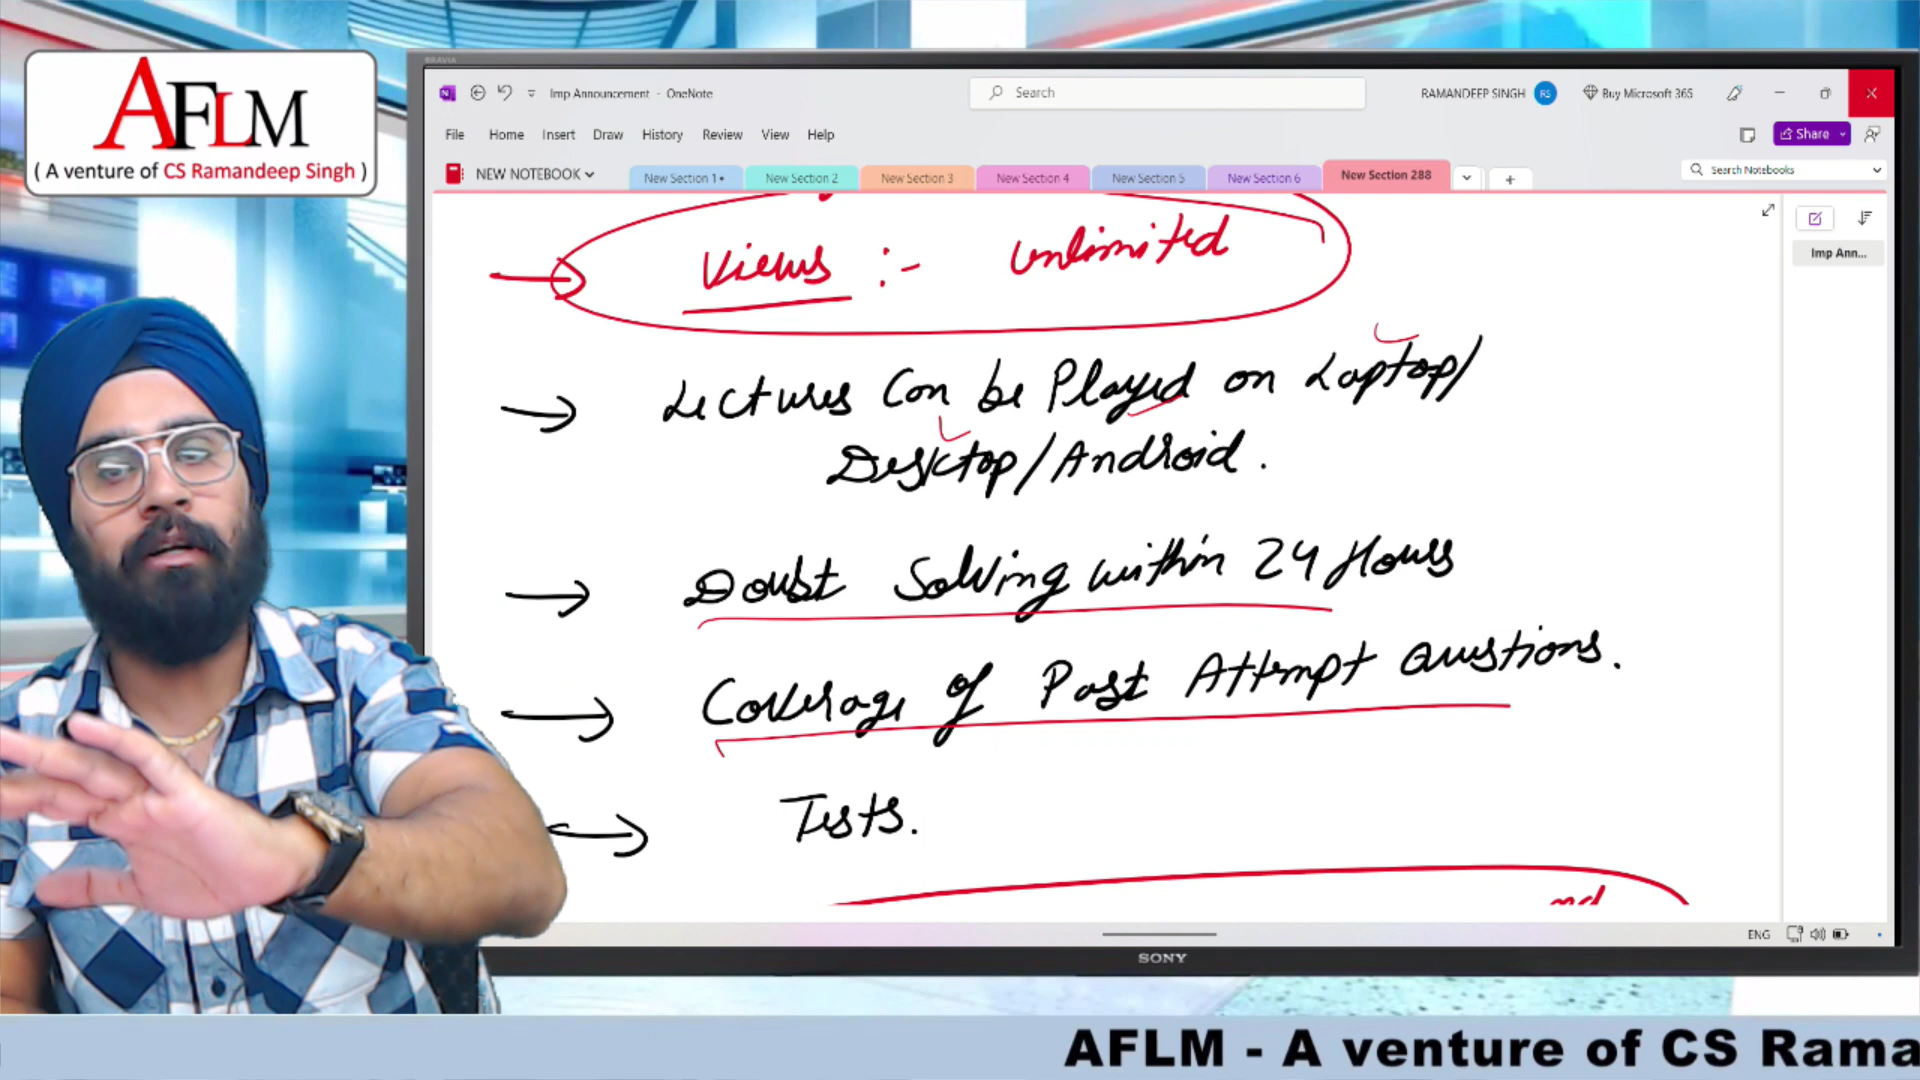 AFLM
( A venture of CS Ramandeep Singh )
BRAVIA
Imp Announcement - OneNote
Search
RAMANDEEP SINGH
RS
Buy Microsoft 365
File Home Insert Draw History Review View Help
Share
NEW NOTEBOOK
New Section 1
New Section 2
New Section 3
New Section 4
New Section 5
New Section 6
New Section 288
Search Notebooks
Imp Ann...
Views :- unlimited
Lectures Can be Played on Laptop/
Desktop/Android.
Doubt Solving within 24 Hours
Coverage of Past Attempt Questions.
Tests.
ENG
SONY
AFLM - A venture of CS Rama